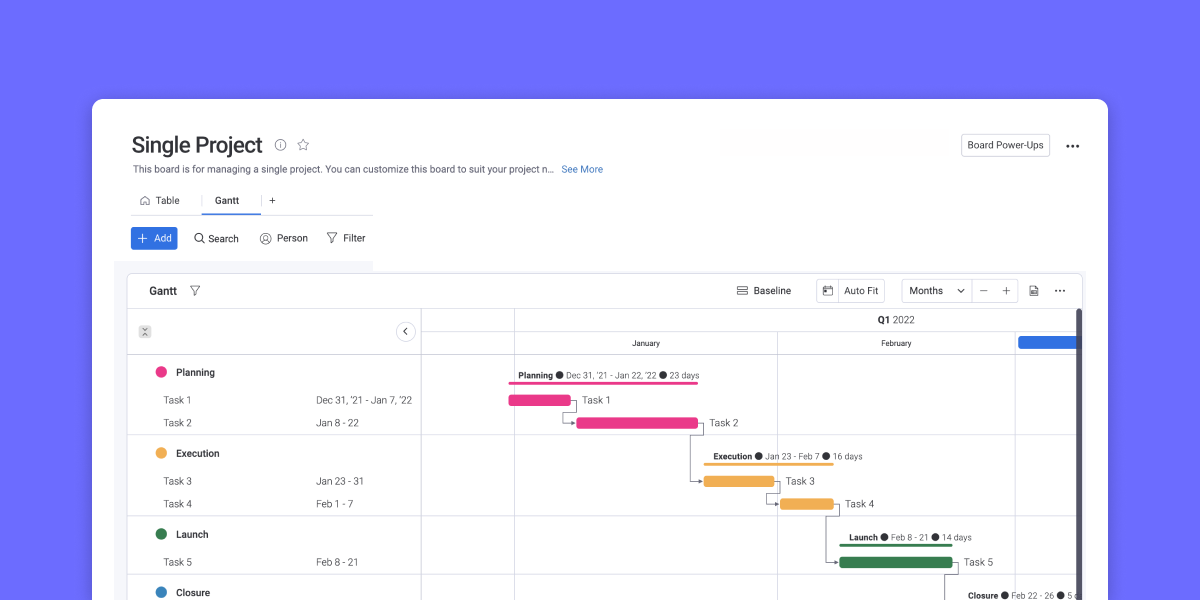 Single Project
Board Power-Ups
This board is for managing a single project. You can customize this board to suit your project n... See More
Table
Gantt
+
+ Add
Search
Person
Filter
Gantt
Baseline
Auto Fit
Months
Q1 2022
January
February
Planning
Planning ● Dec 31, '21 - Jan 22, '22 ● 23 days
Task 1 Dec 31, '21 - Jan 7, '22
Task 1
Task 2 Jan 8 - 22
Task 2
Execution
Execution ● Jan 23 - Feb 7 ● 16 days
Task 3 Jan 23 - 31
Task 3
Task 4 Feb 1 - 7
Task 4
Launch
Launch ● Feb 8 - 21 ● 14 days
Task 5 Feb 8 - 21
Task 5
Closure
Closure ● Feb 22 - 26 ● 5